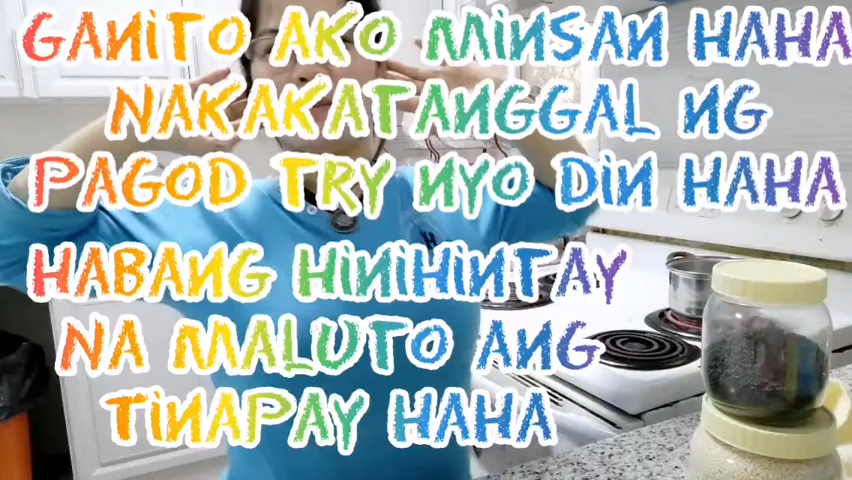 GANITO AKO MINSAN HAHA
NAKAKATANGGAL NG
PAGOD TRY NYO DIN HAHA
HABANG HINIHINTAY
NA MALUTO ANG
TINAPAY HAHA